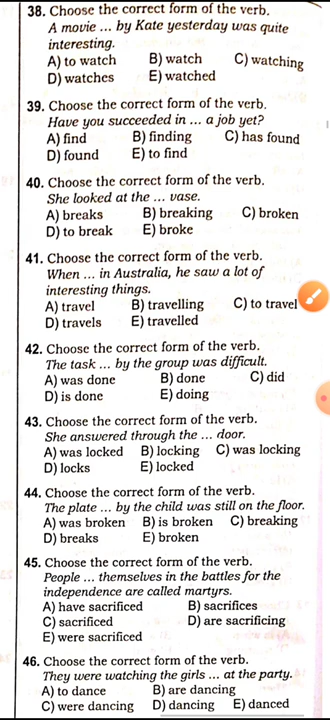 38. Choose the correct form of the verb.
A movie ... by Kate yesterday was quite
interesting.
A) to watch B) watch C) watching
D) watches E) watched
39. Choose the correct form of the verb.
Have you succeeded in ... a job yet?
A) find B) finding C) has found
D) found E) to find
40. Choose the correct form of the verb.
She looked at the ... vase.
A) breaks B) breaking C) broken
D) to break E) broke
41. Choose the correct form of the verb.
When ... in Australia, he saw a lot of
interesting things.
A) travel B) travelling C) to travel
D) travels E) travelled
42. Choose the correct form of the verb.
The task ... by the group was difficult.
A) was done B) done C) did
D) is done E) doing
43. Choose the correct form of the verb.
She answered through the ... door.
A) was locked B) locking C) was locking
D) locks E) locked
44. Choose the correct form of the verb.
The plate ... by the child was still on the floor.
A) was broken B) is broken C) breaking
D) breaks E) broken
45. Choose the correct form of the verb.
People ... themselves in the battles for the
independence are called martyrs.
A) have sacrificed B) sacrifices
C) sacrificed D) are sacrificing
E) were sacrificed
46. Choose the correct form of the verb.
They were watching the girls ... at the party.
A) to dance B) are dancing
C) were dancing D) dancing E) danced